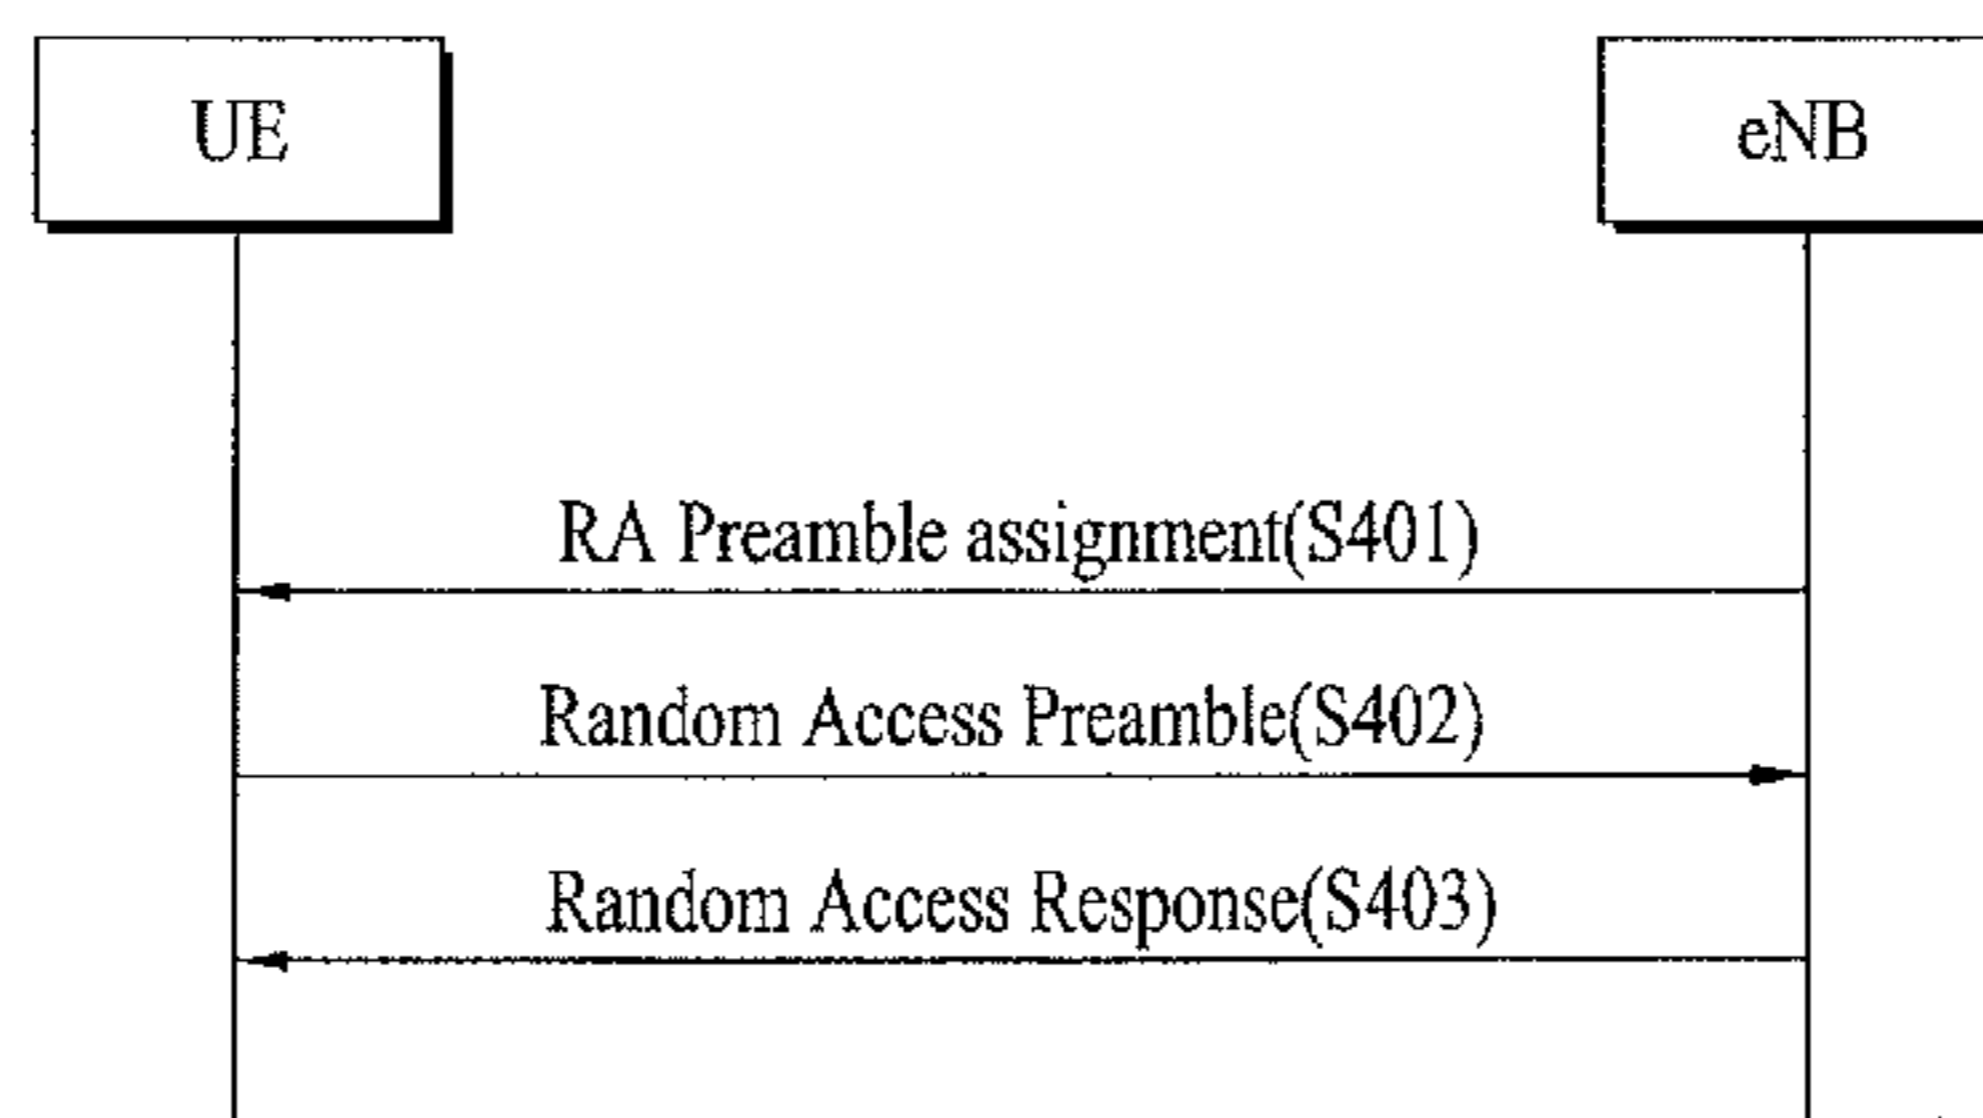 UE
eNB
RA Preamble assignment(S401)
Random Access Preamble(S402)
Random Access Response(S403)